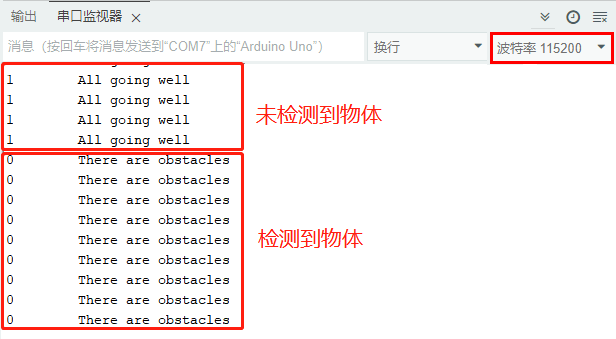 输出 串口监视器
消息（按回车将消息发送到“COM7”上的“Arduino Uno”） 换行 波特率 115200
1 All going well
1 All going well
1 All going well
1 All going well
未检测到物体
0 There are obstacles
0 There are obstacles
0 There are obstacles
0 There are obstacles
0 There are obstacles
0 There are obstacles
0 There are obstacles
0 There are obstacles
0 There are obstacles
检测到物体